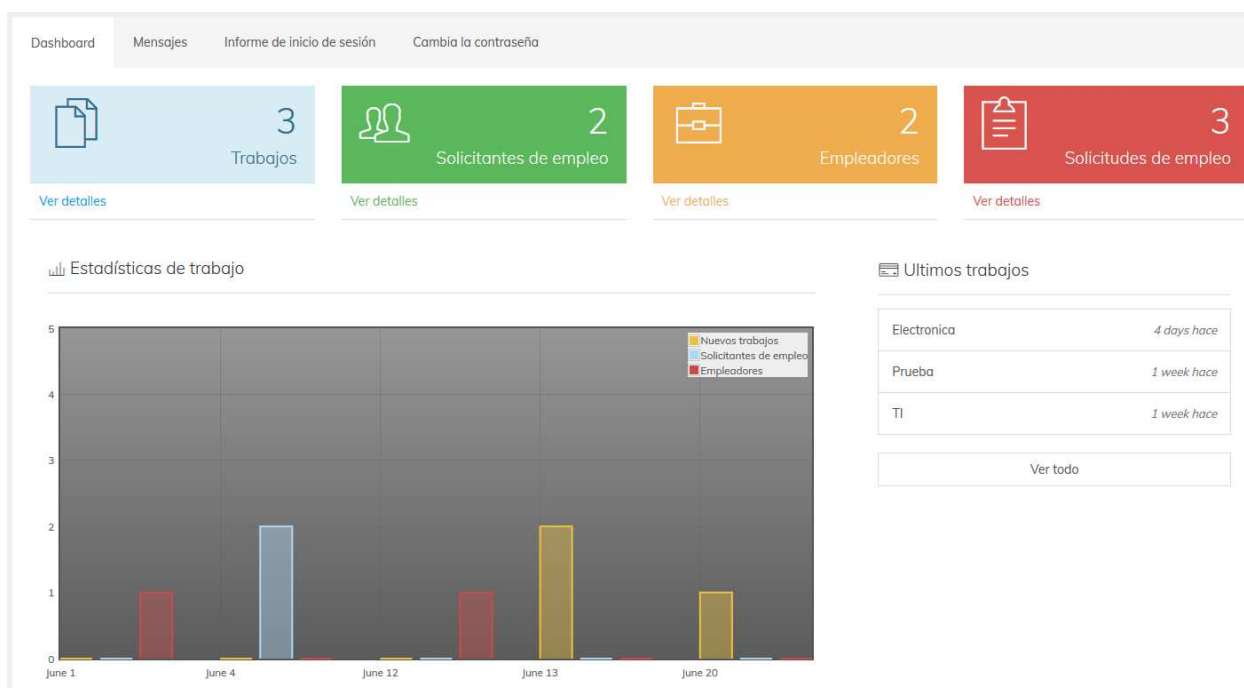 Dashboard Mensajes Informe de inicio de sesión Cambia la contraseña
3 2 2 3
Trabajos Solicitantes de empleo Empleadores Solicitudes de empleo
Ver detalles Ver detalles Ver detalles Ver detalles
Estadísticas de trabajo
5
4
3
2
1
0
Nuevos trabajos
Solicitantes de empleo
Empleadores
June 1 June 4 June 12 June 13 June 20
Ultimos trabajos
Electronica 4 days hace
Prueba 1 week hace
TI 1 week hace
Ver todo